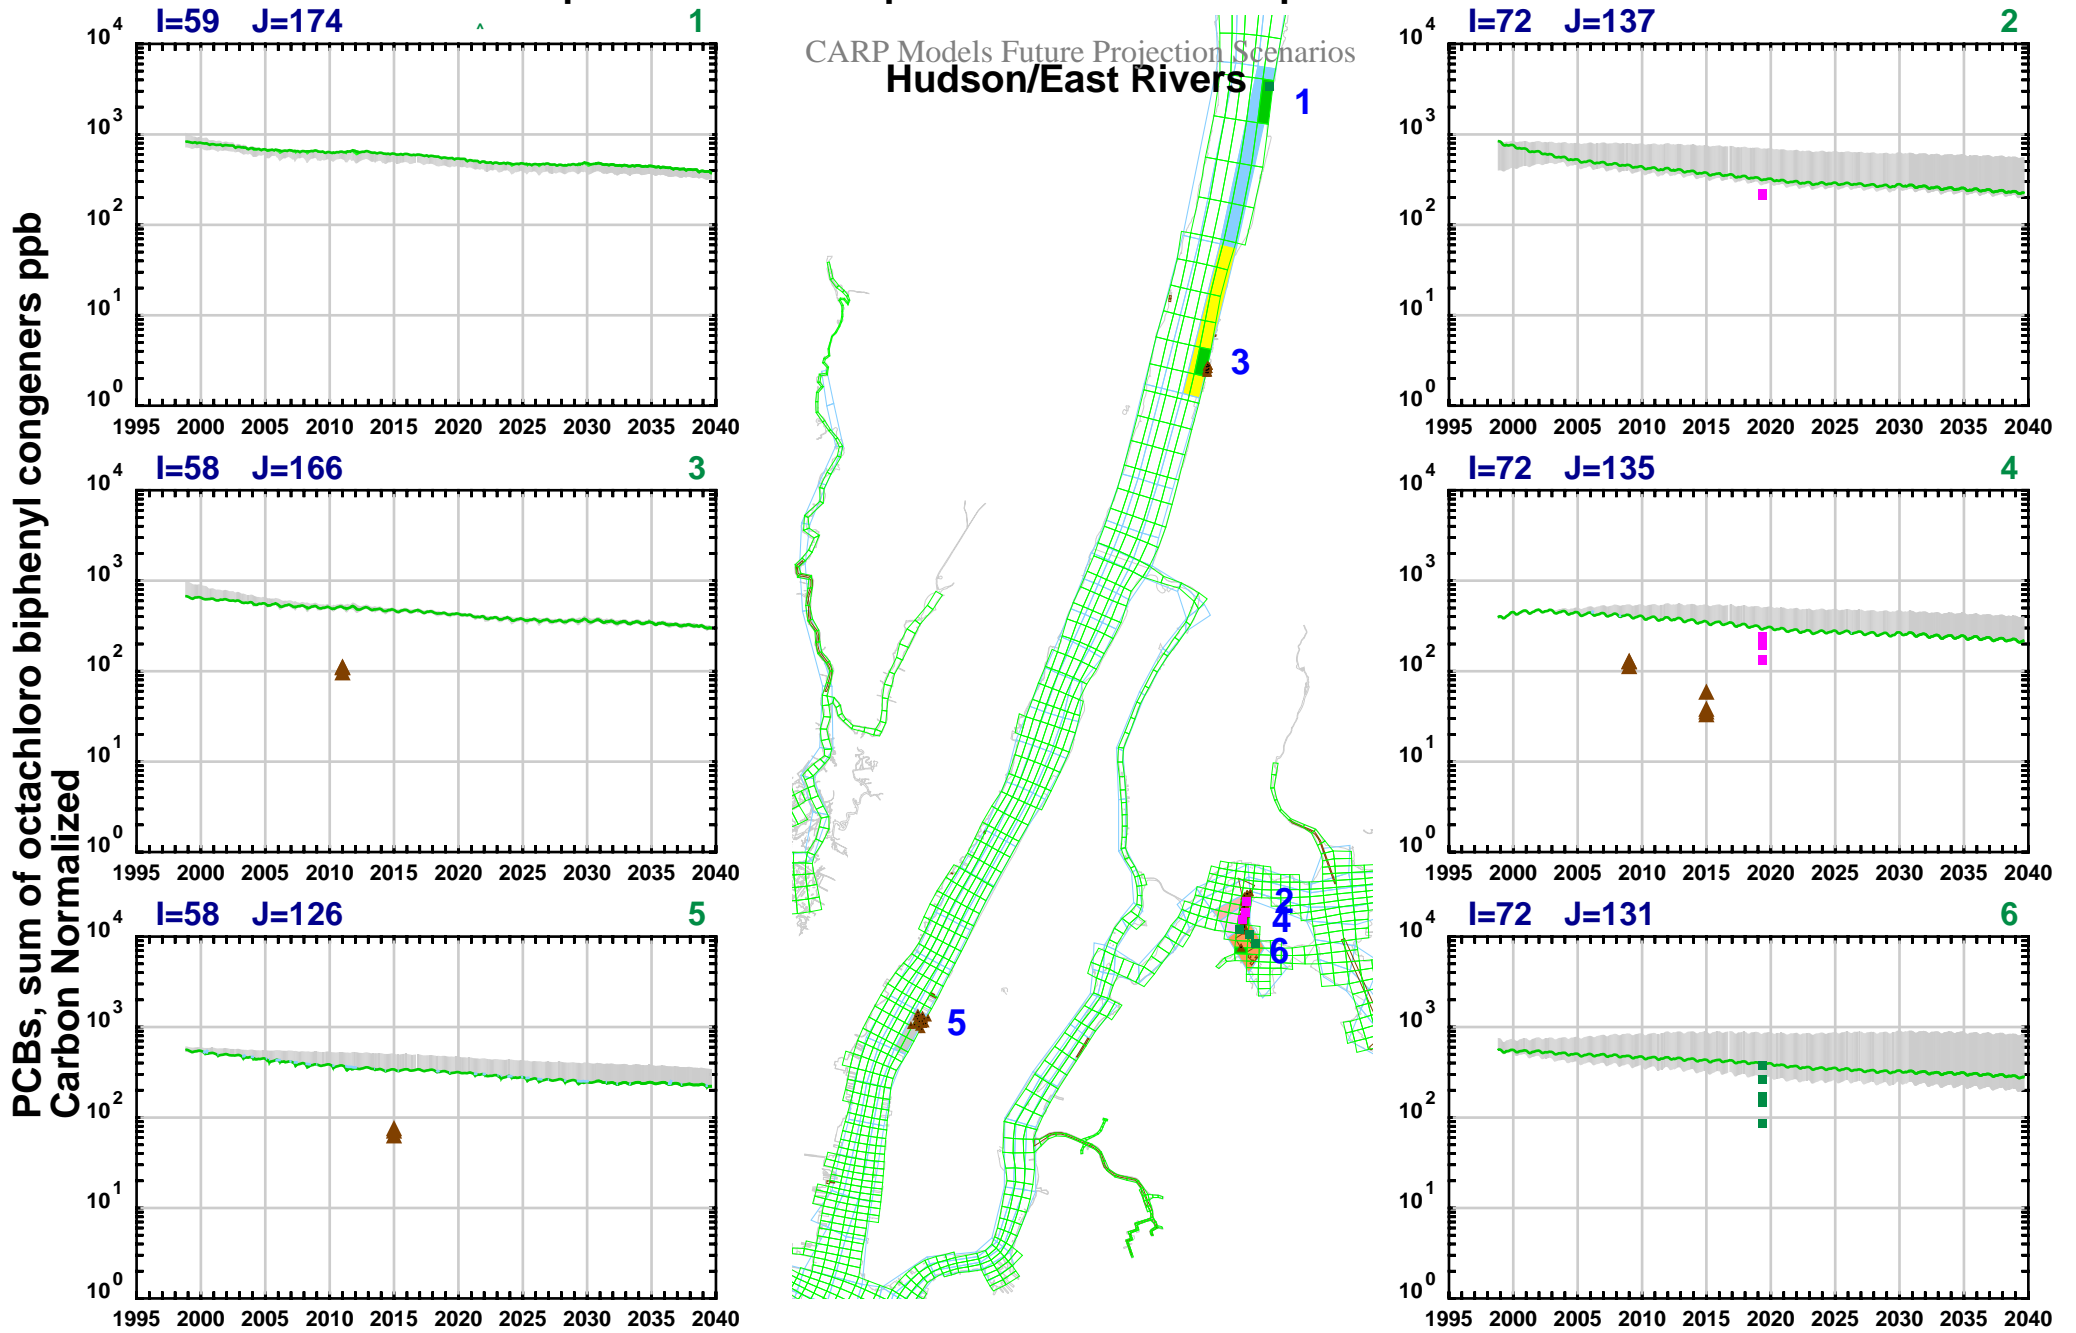 CARP Models Future Projection Scenarios
Hudson/East Rivers
PCBs, sum of octachloro biphenyl congeners ppb
Carbon Normalized
I=59 J=174 1
10^4
10^3
10^2
10^1
10^0
1995 2000 2005 2010 2015 2020 2025 2030 2035 2040
I=72 J=137 2
10^4
10^3
10^2
10^1
10^0
1995 2000 2005 2010 2015 2020 2025 2030 2035 2040
I=58 J=166 3
10^4
10^3
10^2
10^1
10^0
1995 2000 2005 2010 2015 2020 2025 2030 2035 2040
I=72 J=135 4
10^4
10^3
10^2
10^1
10^0
1995 2000 2005 2010 2015 2020 2025 2030 2035 2040
I=58 J=126 5
10^4
10^3
10^2
10^1
10^0
1995 2000 2005 2010 2015 2020 2025 2030 2035 2040
I=72 J=131 6
10^4
10^3
10^2
10^1
10^0
1995 2000 2005 2010 2015 2020 2025 2030 2035 2040
1
3
2
4
6
5